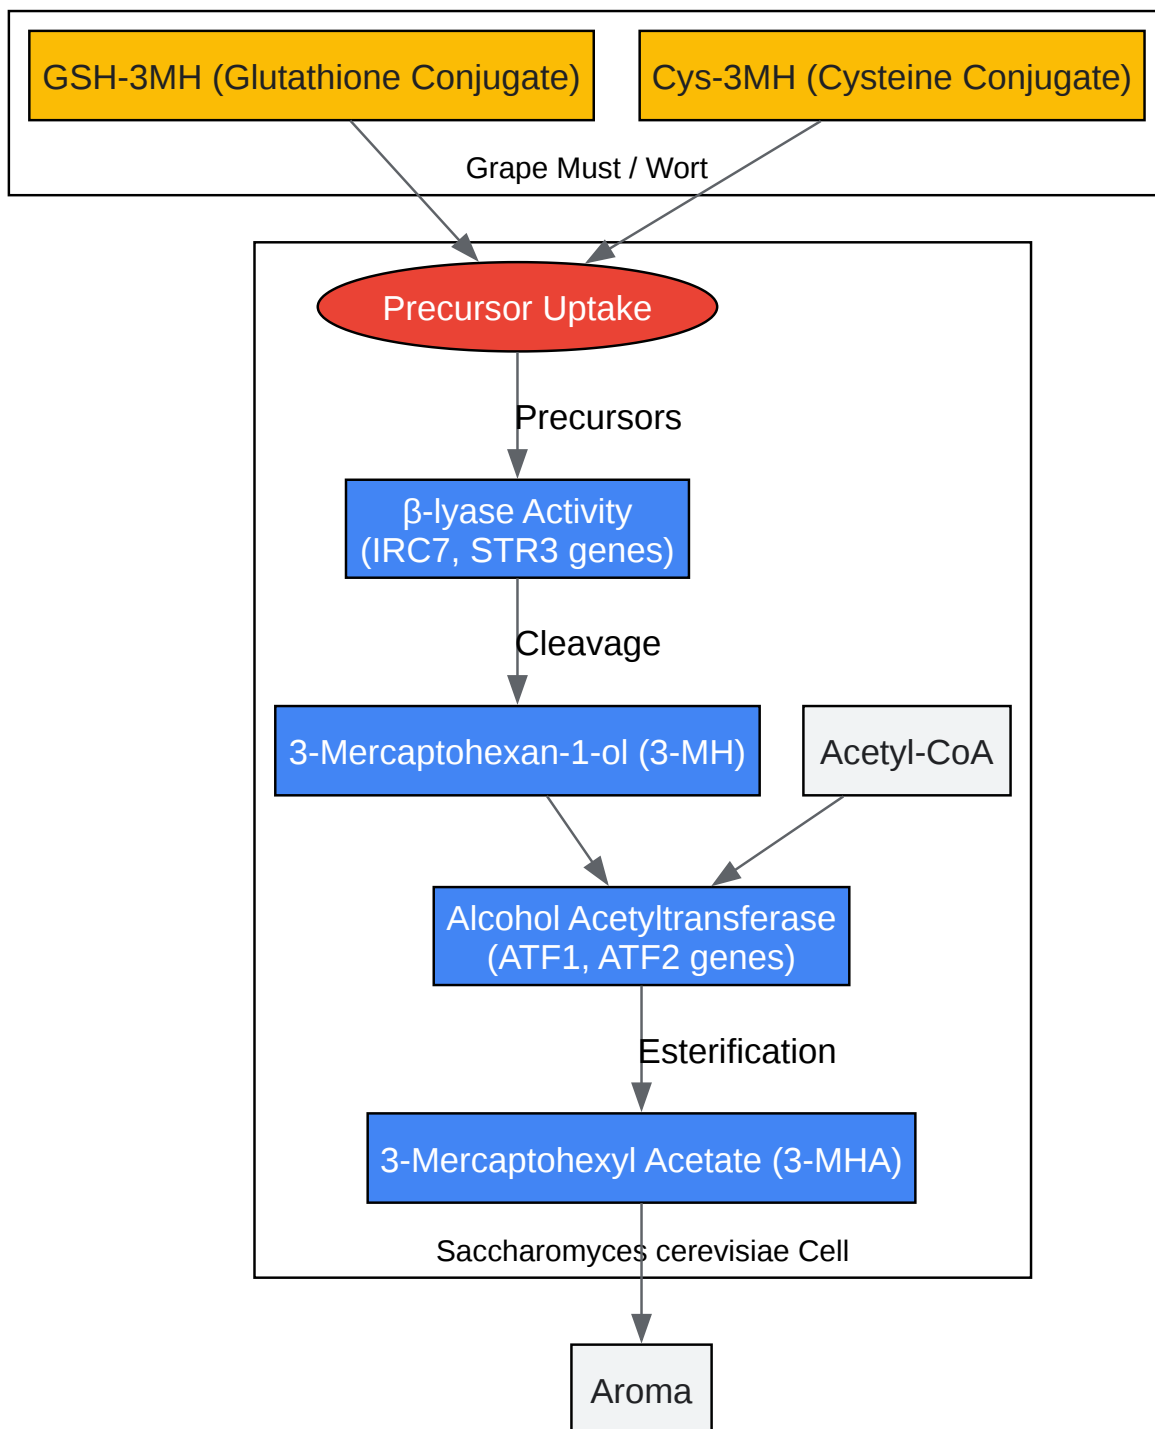 GSH-3MH (Glutathione Conjugate)
Cys-3MH (Cysteine Conjugate)
Grape Must / Wort
Precursor Uptake
Precursors
β-lyase Activity
(IRC7, STR3 genes)
Cleavage
3-Mercaptohexan-1-ol (3-MH)
Acetyl-CoA
Alcohol Acetyltransferase
(ATF1, ATF2 genes)
Esterification
3-Mercaptohexyl Acetate (3-MHA)
Saccharomyces cerevisiae Cell
Aroma